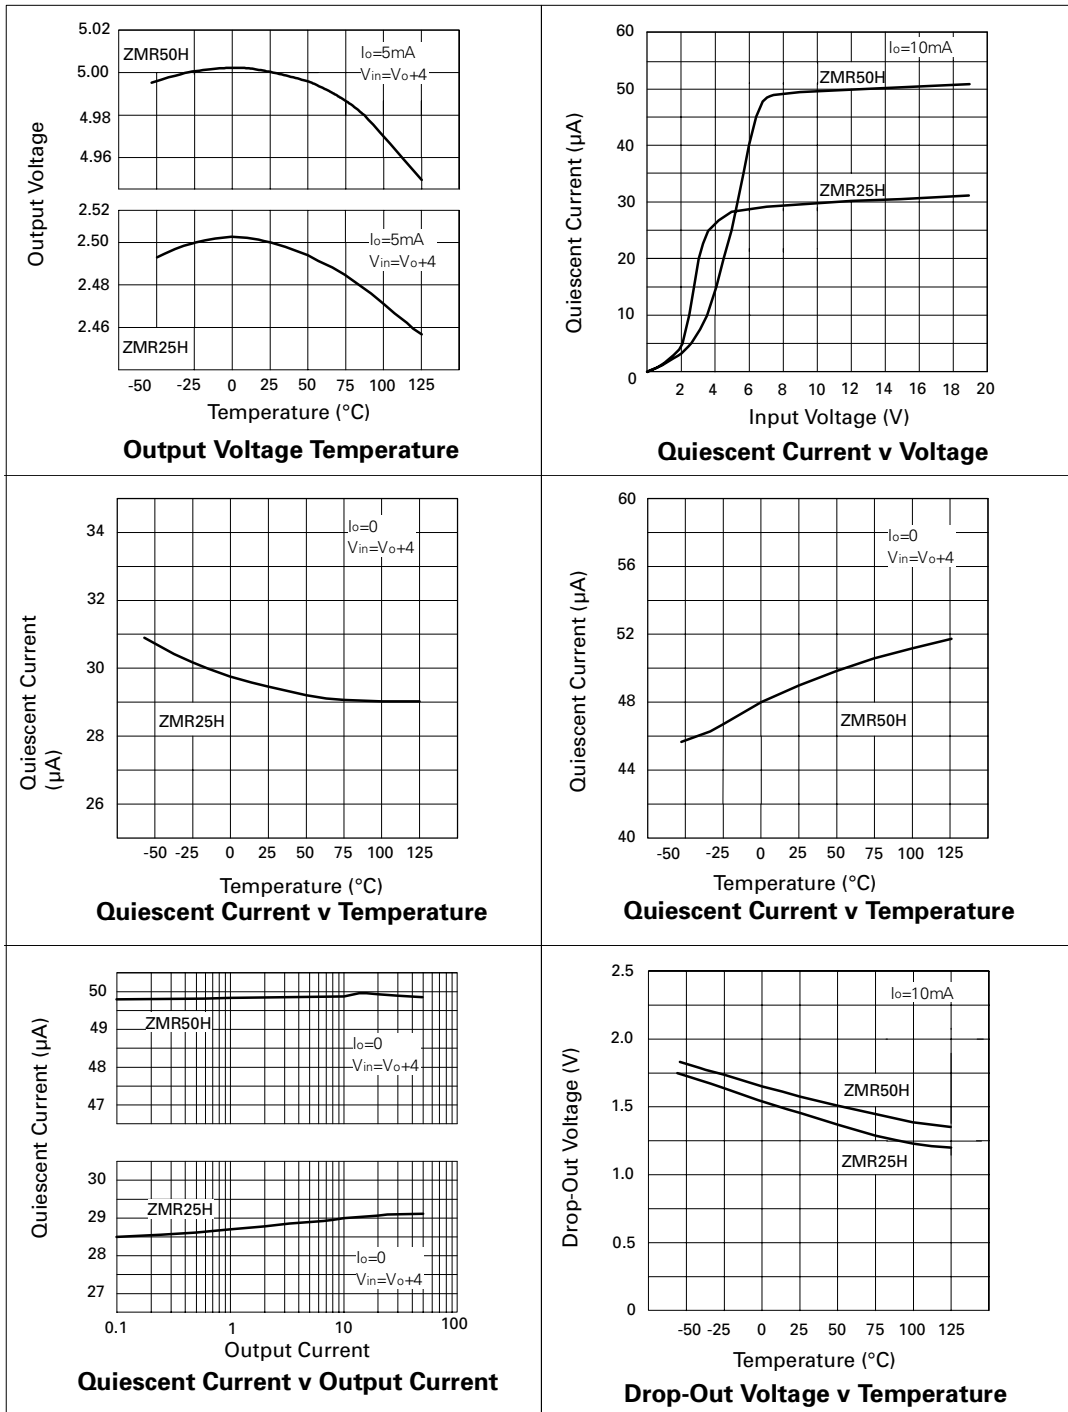 5.02
5.00
4.98
4.96
ZMR50H
Io=5mA
Vin=Vo+4
Output Voltage
2.52
2.50
2.48
2.46
Io=5mA
Vin=Vo+4
ZMR25H
-50 -25 0 25 50 75 100 125
Temperature (°C)
Output Voltage Temperature
60
50
40
30
20
10
0
Io=10mA
ZMR50H
ZMR25H
Quiescent Current (µA)
2 4 6 8 10 12 14 16 18 20
Input Voltage (V)
Quiescent Current v Voltage
34
32
30
28
26
Io=0
Vin=Vo+4
ZMR25H
Quiescent Current
(µA)
-50 -25 0 25 50 75 100 125
Temperature (°C)
Quiescent Current v Temperature
60
56
52
48
44
40
Io=0
Vin=Vo+4
ZMR50H
Quiescent Current (µA)
-50 0 25 50 75 100 125
Temperature (°C)
Quiescent Current v Temperature
50
49
48
47
ZMR50H
Io=0
Vin=Vo+4
Quiescent Current (µA)
30
29
28
27
ZMR25H
Io=0
Vin=Vo+4
0.1 1 10 100
Output Current
Quiescent Current v Output Current
2.5
2.0
1.5
1.0
0.5
0
Io=10mA
ZMR50H
ZMR25H
Drop-Out Voltage (V)
-50 -25 0 25 50 75 100 125
Temperature (°C)
Drop-Out Voltage v Temperature